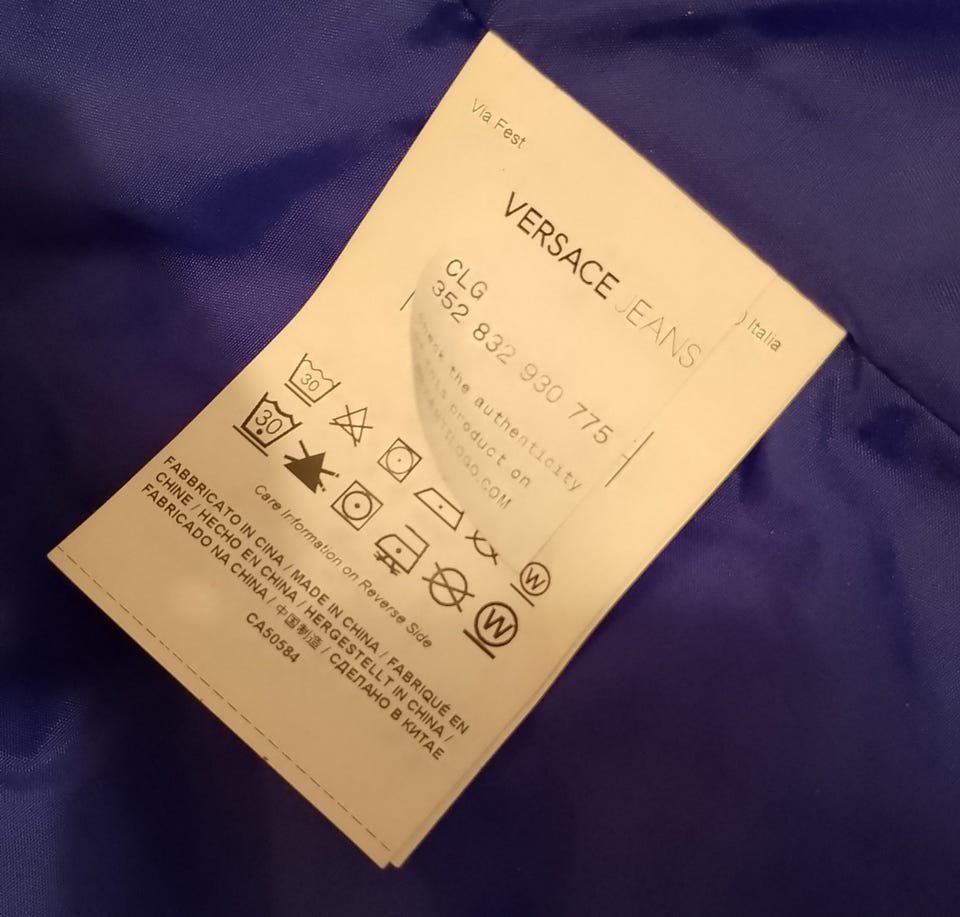 Via Fest
) Italia
VERSACE JEANS
CLG
352 832 930 775
the authenticity
this product on
.COM
30
30
W
W
Care Information on Reverse Side
FABBRICATO IN CINA / MADE IN CHINA / FABRIQUÉ EN
CHINE / HECHO EN CHINA / HERGESTELLT IN CHINA /
FABRICADO NA CHINA / 中国制造 / СДЕЛАНО В КИТАЕ
CA50584